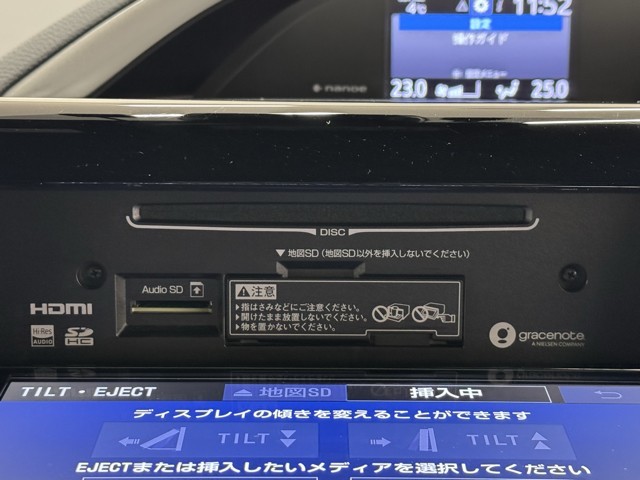 4℃
11:52
設定
操作ガイド
nanoe
23.0
25.0
DISC
▼地図SD（地図SD以外を挿入しないでください）
Audio SD
⚠注意
▶指はさみなどにご注意ください。
▶開けたまま放置しないでください。
▶物を置かないでください。
HDMI
Hi-Res
AUDIO
SD
HC
gracenote
A NIELSEN COMPANY
TILT・EJECT
地図SD
挿入中
ディスプレイの傾きを変えることができます
TILT
TILT
EJECTまたは挿入したいメディアを選択してください